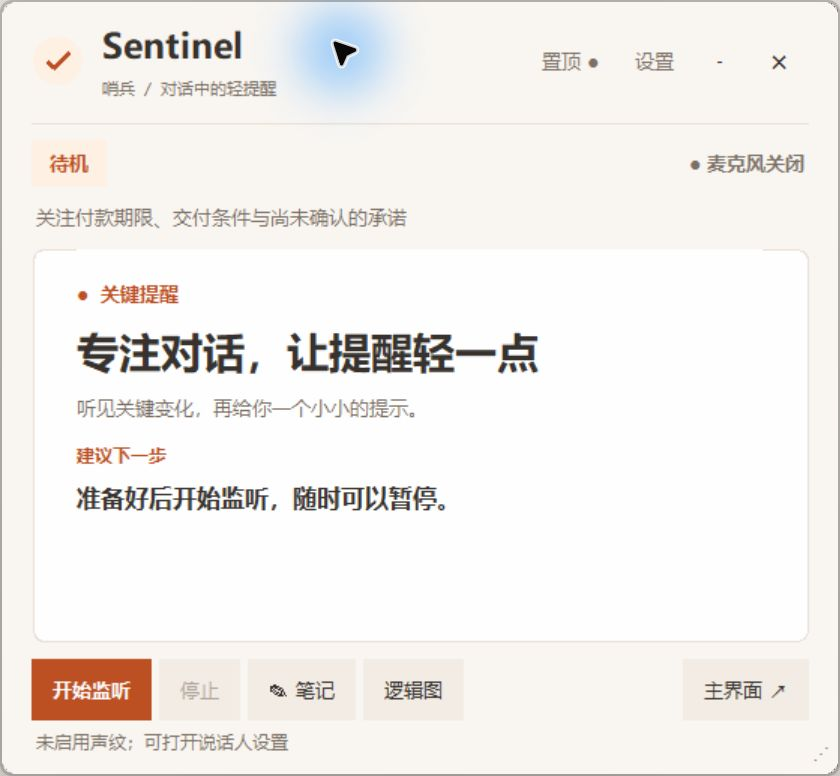 Sentinel
哨兵 / 对话中的轻提醒
置顶 ● 设置 - ×
待机
● 麦克风关闭
关注付款期限、交付条件与尚未确认的承诺
● 关键提醒
专注对话，让提醒轻一点
听见关键变化，再给你一个小小的提示。
建议下一步
准备好后开始监听，随时可以暂停。
开始监听 停止 ✎ 笔记 逻辑图 主界面 ↗
未启用声纹；可打开说话人设置